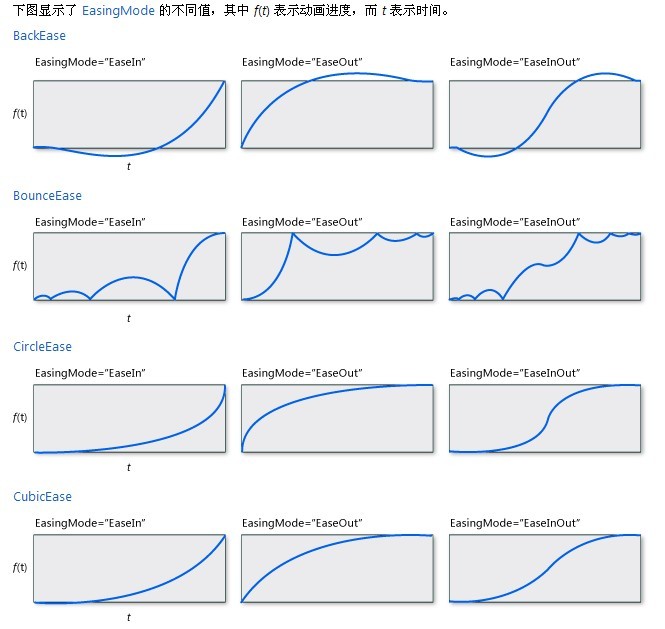 下图显示了 EasingMode 的不同值，其中 f(t) 表示动画进度，而 t 表示时间。
BackEase
EasingMode="EaseIn" EasingMode="EaseOut" EasingMode="EaseInOut"
f(t)
t
BounceEase
EasingMode="EaseIn" EasingMode="EaseOut" EasingMode="EaseInOut"
f(t)
t
CircleEase
EasingMode="EaseIn" EasingMode="EaseOut" EasingMode="EaseInOut"
f(t)
t
CubicEase
EasingMode="EaseIn" EasingMode="EaseOut" EasingMode="EaseInOut"
f(t)
t